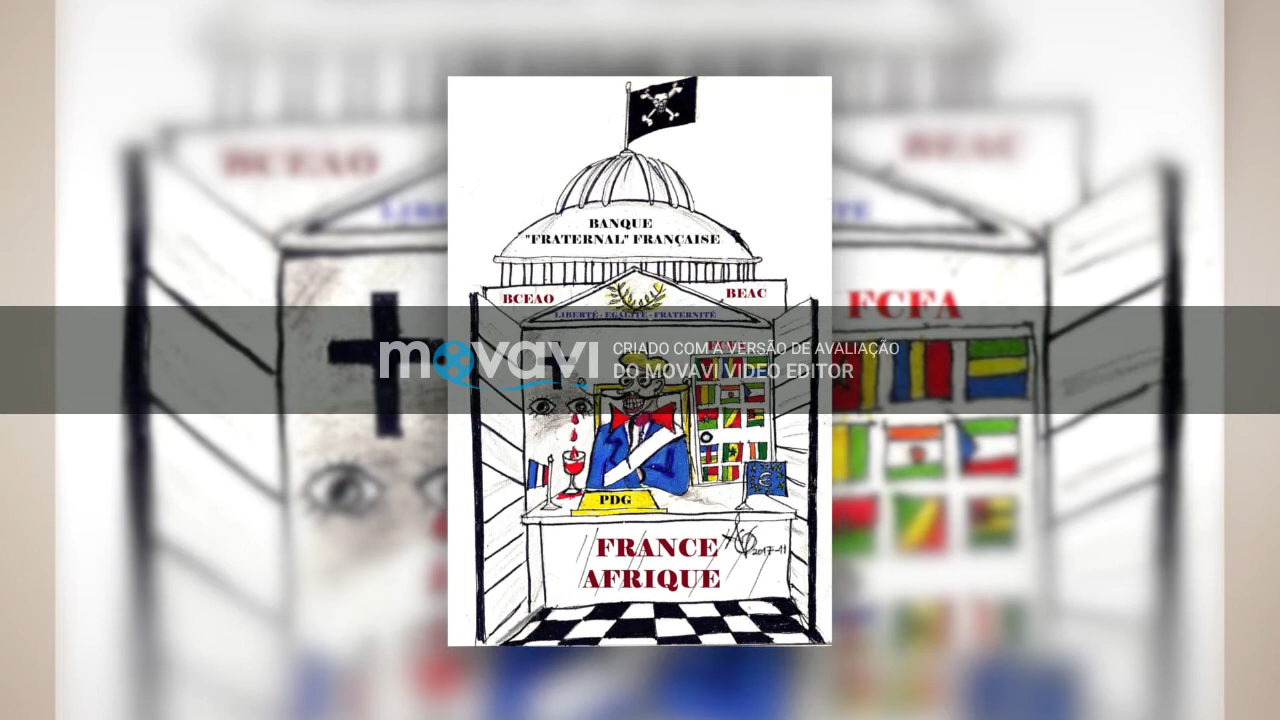 BANQUE
"FRATERNAL" FRANÇAISE
BCEAO
BEAC
LIBERTÉ - EGALITÉ - FRATERNITÉ
FCFA
movavi
CRIADO COM A VERSÃO DE AVALIAÇÃO
DO MOVAVI VIDEO EDITOR
PDG
FRANCE
AFRIQUE
2017-11
BCEAO
BEAC